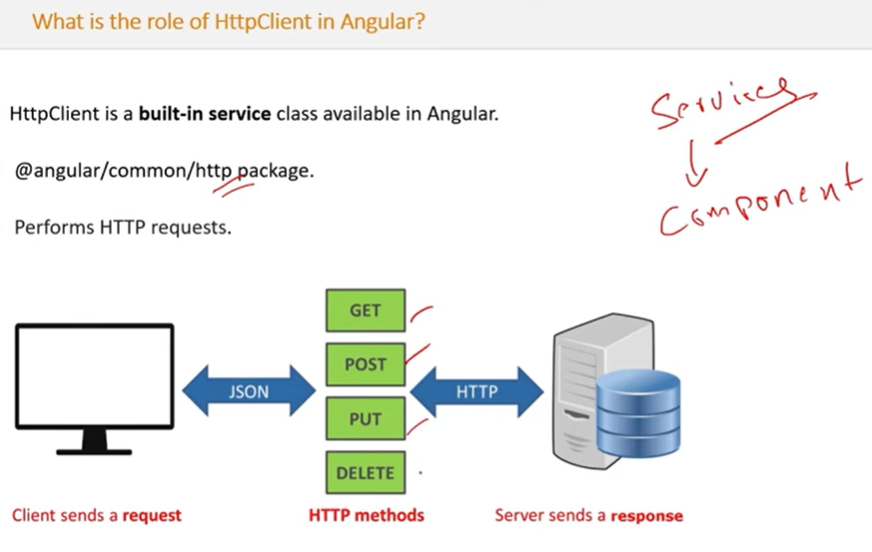 What is the role of HttpClient in Angular?
HttpClient is a built-in service class available in Angular.
@angular/common/http package.
Performs HTTP requests.
Services
Component
GET
POST
PUT
DELETE
JSON
HTTP
Client sends a request
HTTP methods
Server sends a response